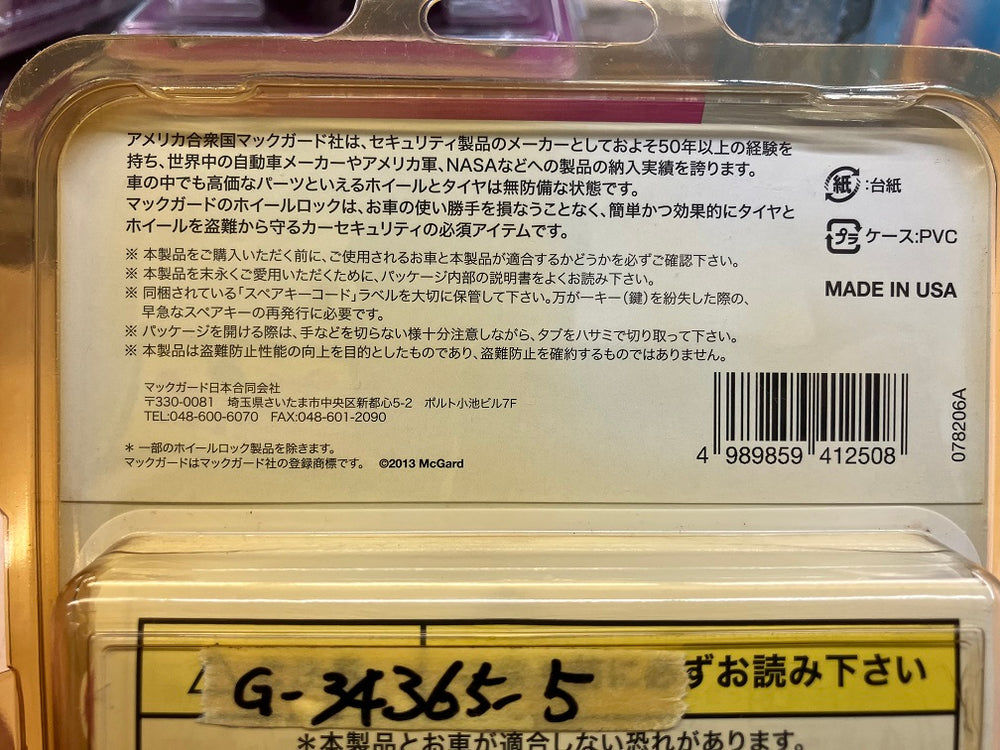 アメリカ合衆国マックガード社は、セキュリティ製品のメーカーとしておよそ50年以上の経験を
持ち、世界中の自動車メーカーやアメリカ軍、NASAなどへの製品の納入実績を誇ります。
車の中でも高価なパーツといえるホイールとタイヤは無防備な状態です。
マックガードのホイールロックは、お車の使い勝手を損なうことなく、簡単かつ効果的にタイヤと
ホイールを盗難から守るカーセキュリティの必須アイテムです。
※ 本製品をご購入いただく前に、ご使用されるお車と本製品が適合するかどうかを必ずご確認下さい。
※ 本製品を末永くご愛用いただくために、パッケージ内部の説明書をよくお読み下さい。
※ 同梱されている「スペアキーコード」ラベルを大切に保管して下さい。万が一キー(鍵)を紛失した際の、
早急なスペアキーの再発行に必要です。
※ パッケージを開ける際は、手などを切らない様十分注意しながら、タブをハサミで切り取って下さい。
※ 本製品は盗難防止性能の向上を目的としたものであり、盗難防止を確約するものではありません。
マックガード日本合同会社
〒330-0081 埼玉県さいたま市中央区新都心5-2 ポルト小池ビル7F
TEL:048-600-6070 FAX:048-601-2090
* 一部のホイールロック製品を除きます。
マックガードはマックガード社の登録商標です。 ©2013 McGard
紙:台紙
プラ ケース:PVC
MADE IN USA
4 989859 412508
078206A
ずお読み下さい
G-34365-5
*本製品とお車が適合しない恐れがあります。